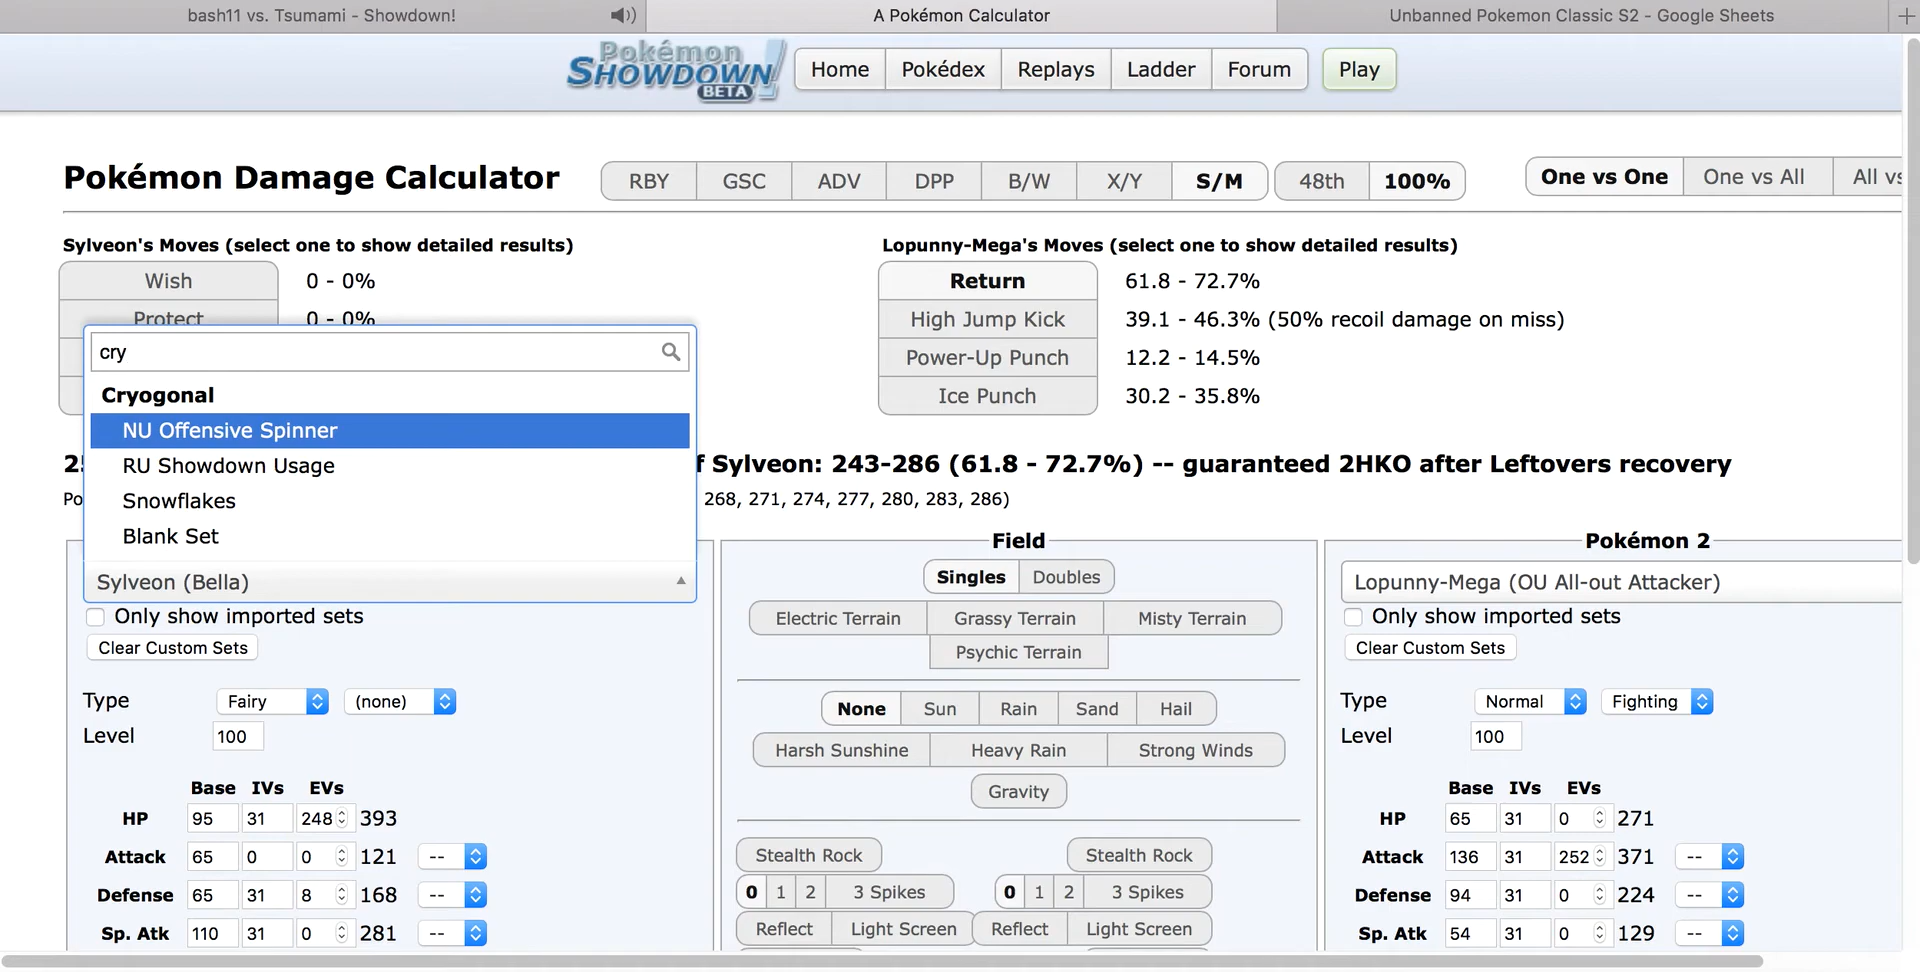 bash11 vs. Tsumami - Showdown!
A Pokémon Calculator
Unbanned Pokemon Classic S2 - Google Sheets
Pokémon SHOWDOWN! BETA
Home Pokédex Replays Ladder Forum Play
Pokémon Damage Calculator
RBY GSC ADV DPP B/W X/Y S/M 48th 100% One vs One One vs All All vs
Sylveon's Moves (select one to show detailed results)
Wish 0 - 0%
Protect 0 - 0%
Lopunny-Mega's Moves (select one to show detailed results)
Return 61.8 - 72.7%
High Jump Kick 39.1 - 46.3% (50% recoil damage on miss)
Power-Up Punch 12.2 - 14.5%
Ice Punch 30.2 - 35.8%
cry
Cryogonal
NU Offensive Spinner
RU Showdown Usage
Snowflakes
Blank Set
Sylveon (Bella)
f Sylveon: 243-286 (61.8 - 72.7%) -- guaranteed 2HKO after Leftovers recovery
Po 268, 271, 274, 277, 280, 283, 286)
Only show imported sets
Clear Custom Sets
Type Fairy (none)
Level 100
Base IVs EVs
HP 95 31 248 393
Attack 65 0 0 121 --
Defense 65 31 8 168 --
Sp. Atk 110 31 0 281 --
Field
Singles Doubles
Electric Terrain Grassy Terrain Misty Terrain
Psychic Terrain
None Sun Rain Sand Hail
Harsh Sunshine Heavy Rain Strong Winds
Gravity
Stealth Rock Stealth Rock
0 1 2 3 Spikes 0 1 2 3 Spikes
Reflect Light Screen Reflect Light Screen
Pokémon 2
Lopunny-Mega (OU All-out Attacker)
Only show imported sets
Clear Custom Sets
Type Normal Fighting
Level 100
Base IVs EVs
HP 65 31 0 271
Attack 136 31 252 371 --
Defense 94 31 0 224 --
Sp. Atk 54 31 0 129 --